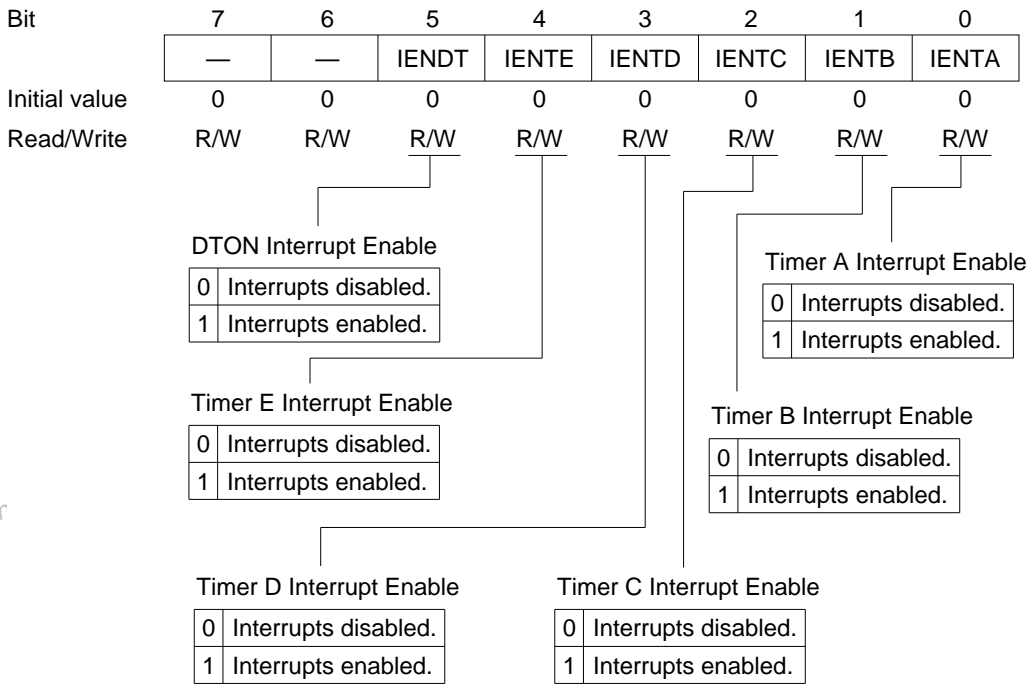 Bit 7 6 5 4 3 2 1 0
— — IENDT IENTE IENTD IENTC IENTB IENTA
Initial value 0 0 0 0 0 0 0 0
Read/Write R/W R/W R/W R/W R/W R/W R/W R/W
DTON Interrupt Enable
0 Interrupts disabled.
1 Interrupts enabled.
Timer A Interrupt Enable
0 Interrupts disabled.
1 Interrupts enabled.
Timer E Interrupt Enable
0 Interrupts disabled.
1 Interrupts enabled.
Timer B Interrupt Enable
0 Interrupts disabled.
1 Interrupts enabled.
Timer D Interrupt Enable
0 Interrupts disabled.
1 Interrupts enabled.
Timer C Interrupt Enable
0 Interrupts disabled.
1 Interrupts enabled.